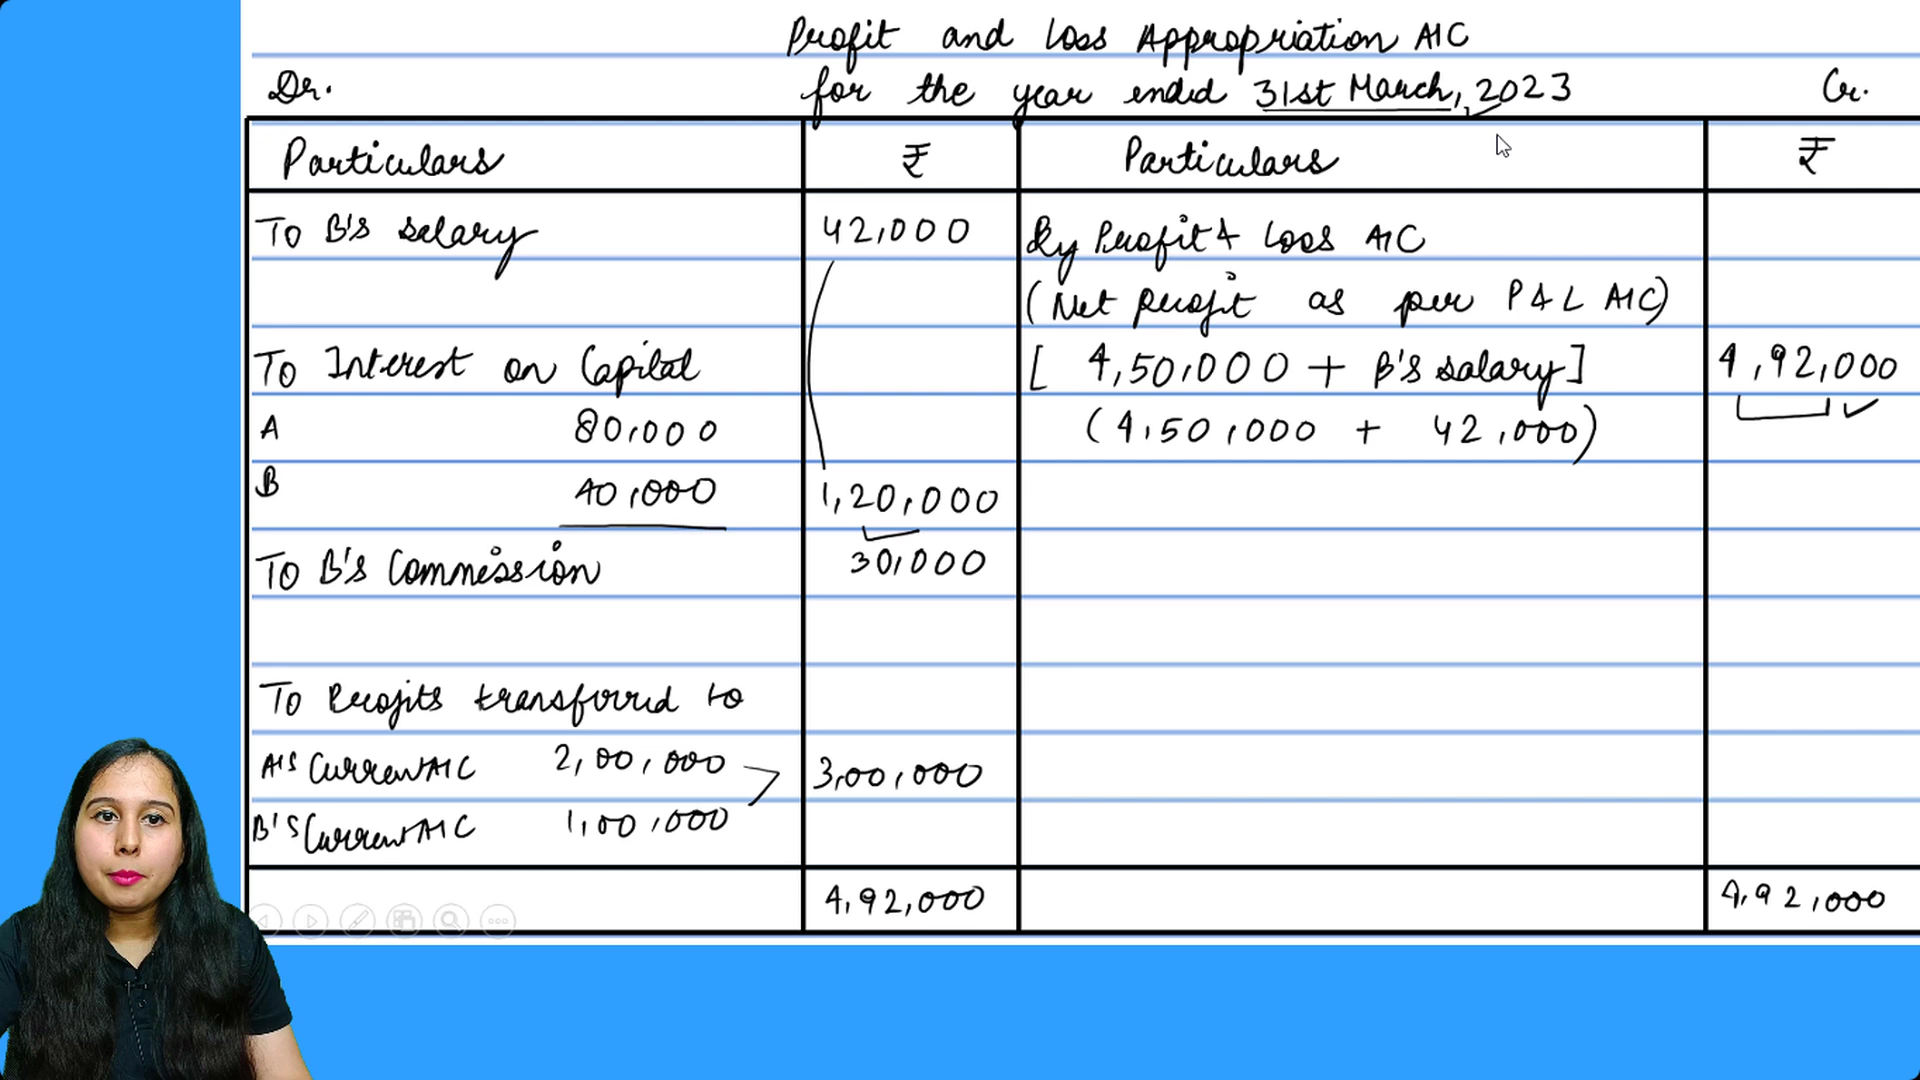 Profit and Loss Appropriation A/C
for the year ended 31st March, 2023
Dr. Cr.
Particulars ₹ Particulars ₹
To B's salary 42,000 By Profit & Loss A/C
(Net Profit as per P & L A/C)
To Interest on Capital [ 4,50,000 + B's salary] 4,92,000
A 80,000 (4,50,000 + 42,000)
B 40,000 1,20,000
To B's Commission 30,000
To Profits transferred to
A's Current A/C 2,00,000 3,00,000
B's Current A/C 1,00,000
4,92,000 4,92,000